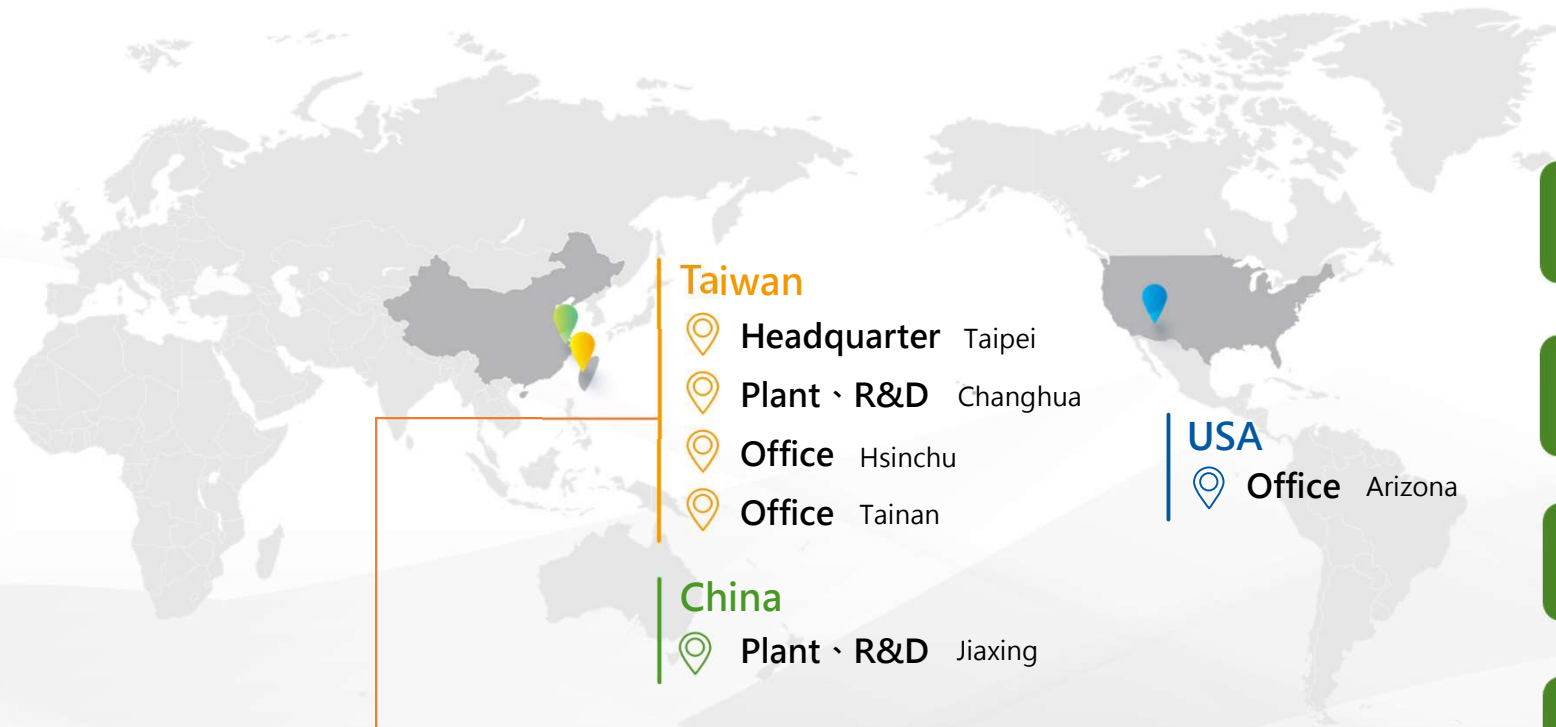 Taiwan
Headquarter Taipei
Plant、R&D Changhua
Office Hsinchu
Office Tainan
China
Plant、R&D Jiaxing
USA
Office Arizona